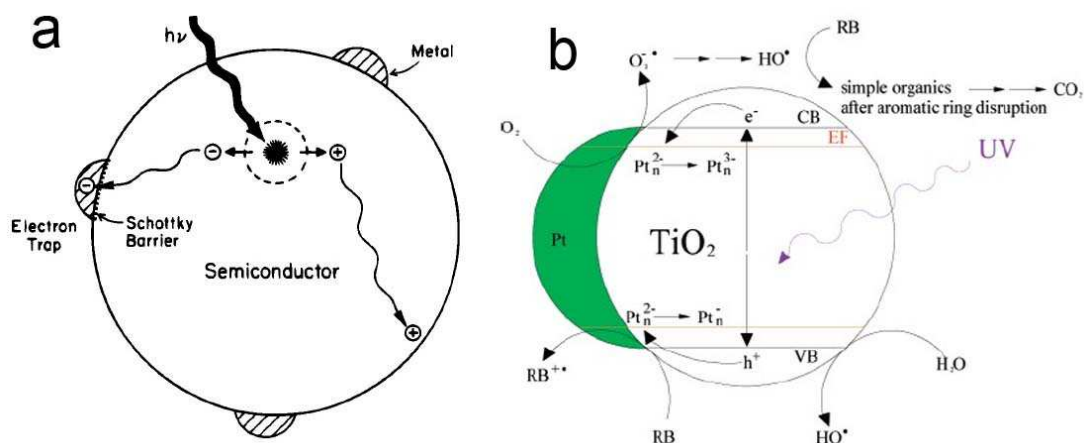 a
hν
Metal
Electron
Trap
Schottky
Barrier
Semiconductor
b
RB
O₂⁻• → → HO•
simple organics → → CO₂
after aromatic ring disruption
e⁻
CB
EF
O₂
Ptₙ²⁻ → Ptₙ³⁻
UV
Pt
TiO₂
Ptₙ²⁻ → Ptₙ⁻
h⁺
VB
H₂O
RB⁺•
RB
HO•